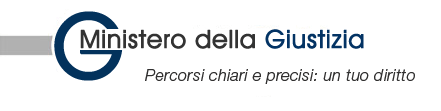 Ministero della Giustizia
Percorsi chiari e precisi: un tuo diritto